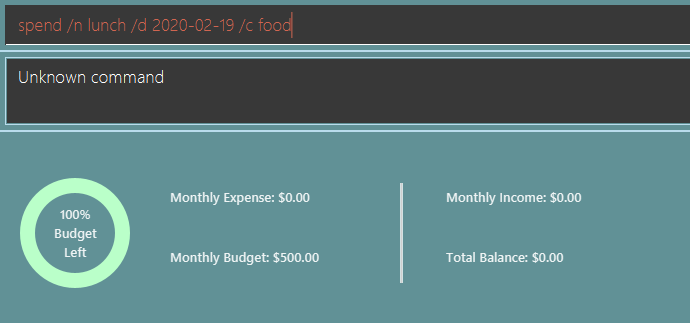 spend /n lunch /d 2020-02-19 /c food
Unknown command
100%
Budget
Left
Monthly Expense: $0.00
Monthly Budget: $500.00
Monthly Income: $0.00
Total Balance: $0.00